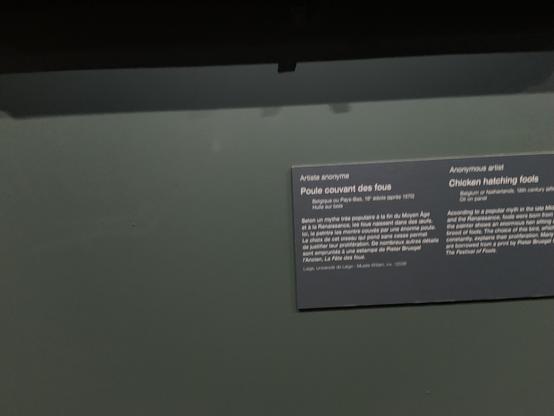 Artiste anonyme
Poule couvant des fous
Belgique ou Pays-Bas, 16e siècle (après 1570)
Huile sur bois
Selon un mythe très populaire à la fin du Moyen Âge
et à la Renaissance, les fous naissent dans des œufs.
Ici, le peintre les montre couvés par une énorme poule.
Le choix de cet oiseau qui pond sans cesse permet
de justifier leur prolifération. De nombreux autres détails
sont empruntés à une estampe de Pieter Bruegel
l'Ancien, La Fête des fous.
Liège, Université de Liège - Musée Wittert, inv.
Anonymous artist
Chicken hatching fools
Belgium or Netherlands, 16th century
Oil on panel
According to a popular myth in the late
and the Renaissance, fools were born from
the painter shows an enormous hen sitting
brood of fools. The choice of this bird, which
constantly, explains their proliferation. Many
are borrowed from a print by Pieter Bruegel
The Festival of Fools.